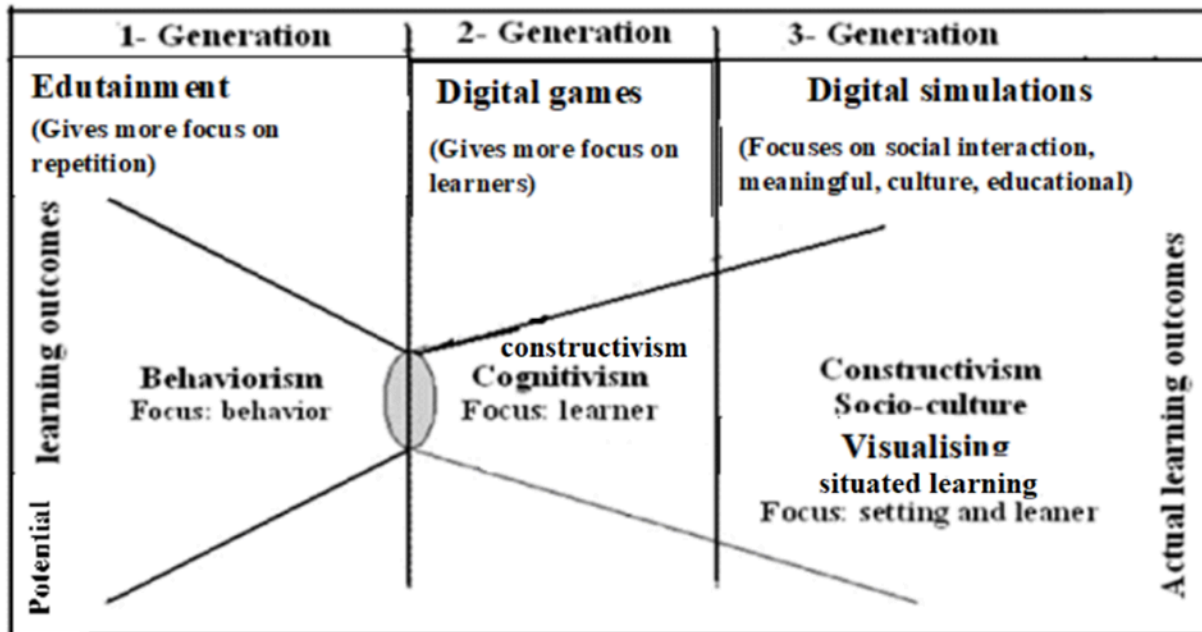 1- Generation
2- Generation
3- Generation
Edutainment
(Gives more focus on
repetition)
Digital games
(Gives more focus on
learners)
Digital simulations
(Focuses on social interaction,
meaningful, culture, educational)
Potential learning outcomes
Behaviorism
Focus: behavior
constructivism
Cognitivism
Focus: learner
Constructivism
Socio-culture
Visualising
situated learning
Focus: setting and leaner
Actual learning outcomes